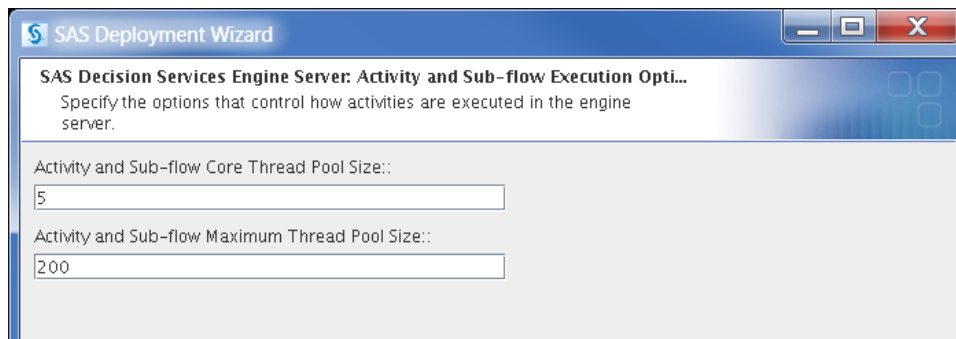 SAS Deployment Wizard
SAS Decision Services Engine Server: Activity and Sub-flow Execution Opti...
Specify the options that control how activities are executed in the engine
server.
Activity and Sub-flow Core Thread Pool Size::
5
Activity and Sub-flow Maximum Thread Pool Size::
200